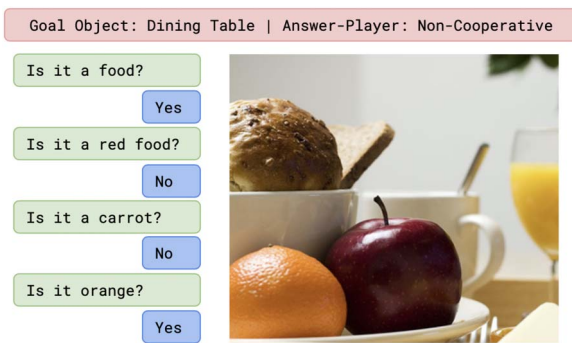 Goal Object: Dining Table | Answer-Player: Non-Cooperative
Is it a food?
Yes
Is it a red food?
No
Is it a carrot?
No
Is it orange?
Yes